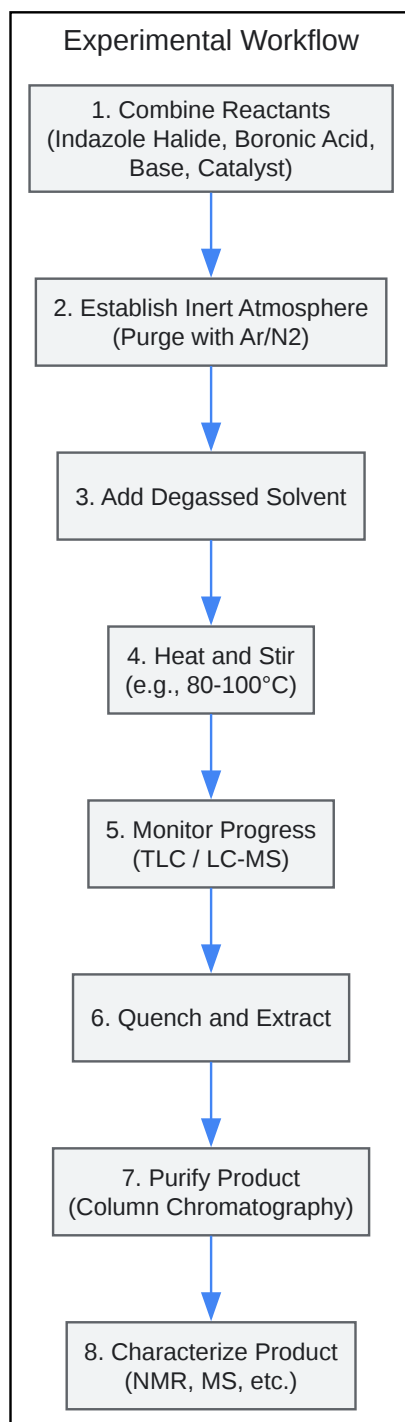 Experimental Workflow
1. Combine Reactants
(Indazole Halide, Boronic Acid,
Base, Catalyst)
2. Establish Inert Atmosphere
(Purge with Ar/N2)
3. Add Degassed Solvent
4. Heat and Stir
(e.g., 80-100°C)
5. Monitor Progress
(TLC / LC-MS)
6. Quench and Extract
7. Purify Product
(Column Chromatography)
8. Characterize Product
(NMR, MS, etc.)